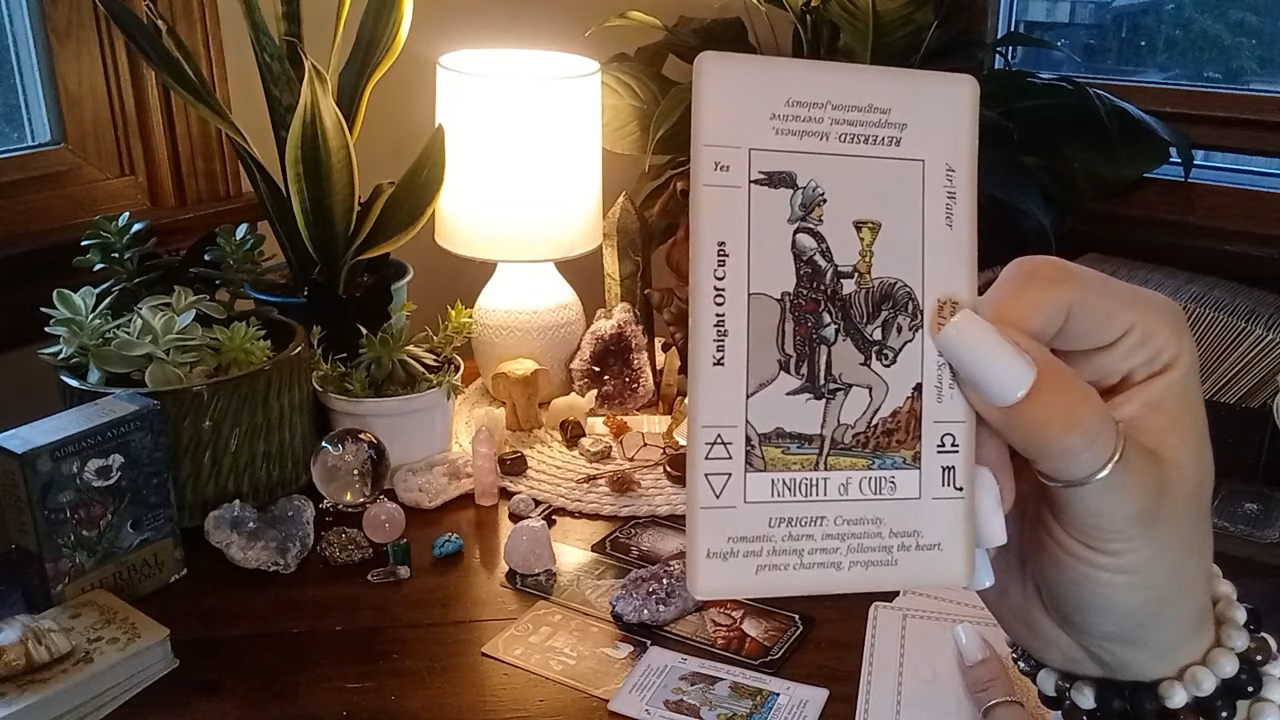 REVERSED: Moodiness,
disappointment, overactive
imagination,jealousy
Yes
Air|Water
Knight Of Cups
Scorpio
KNIGHT of CUPS
UPRIGHT: Creativity,
romantic, charm, imagination, beauty,
knight and shining armor, following the heart,
prince charming, proposals
ADRIANA AYALES
HERBAL
14